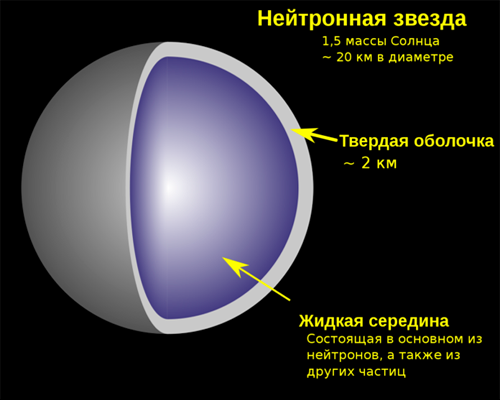 Нейтронная звезда
1,5 массы Солнца
~ 20 км в диаметре
Твердая оболочка
~ 2 км
Жидкая середина
Состоящая в основном из
нейтронов, а также из
других частиц